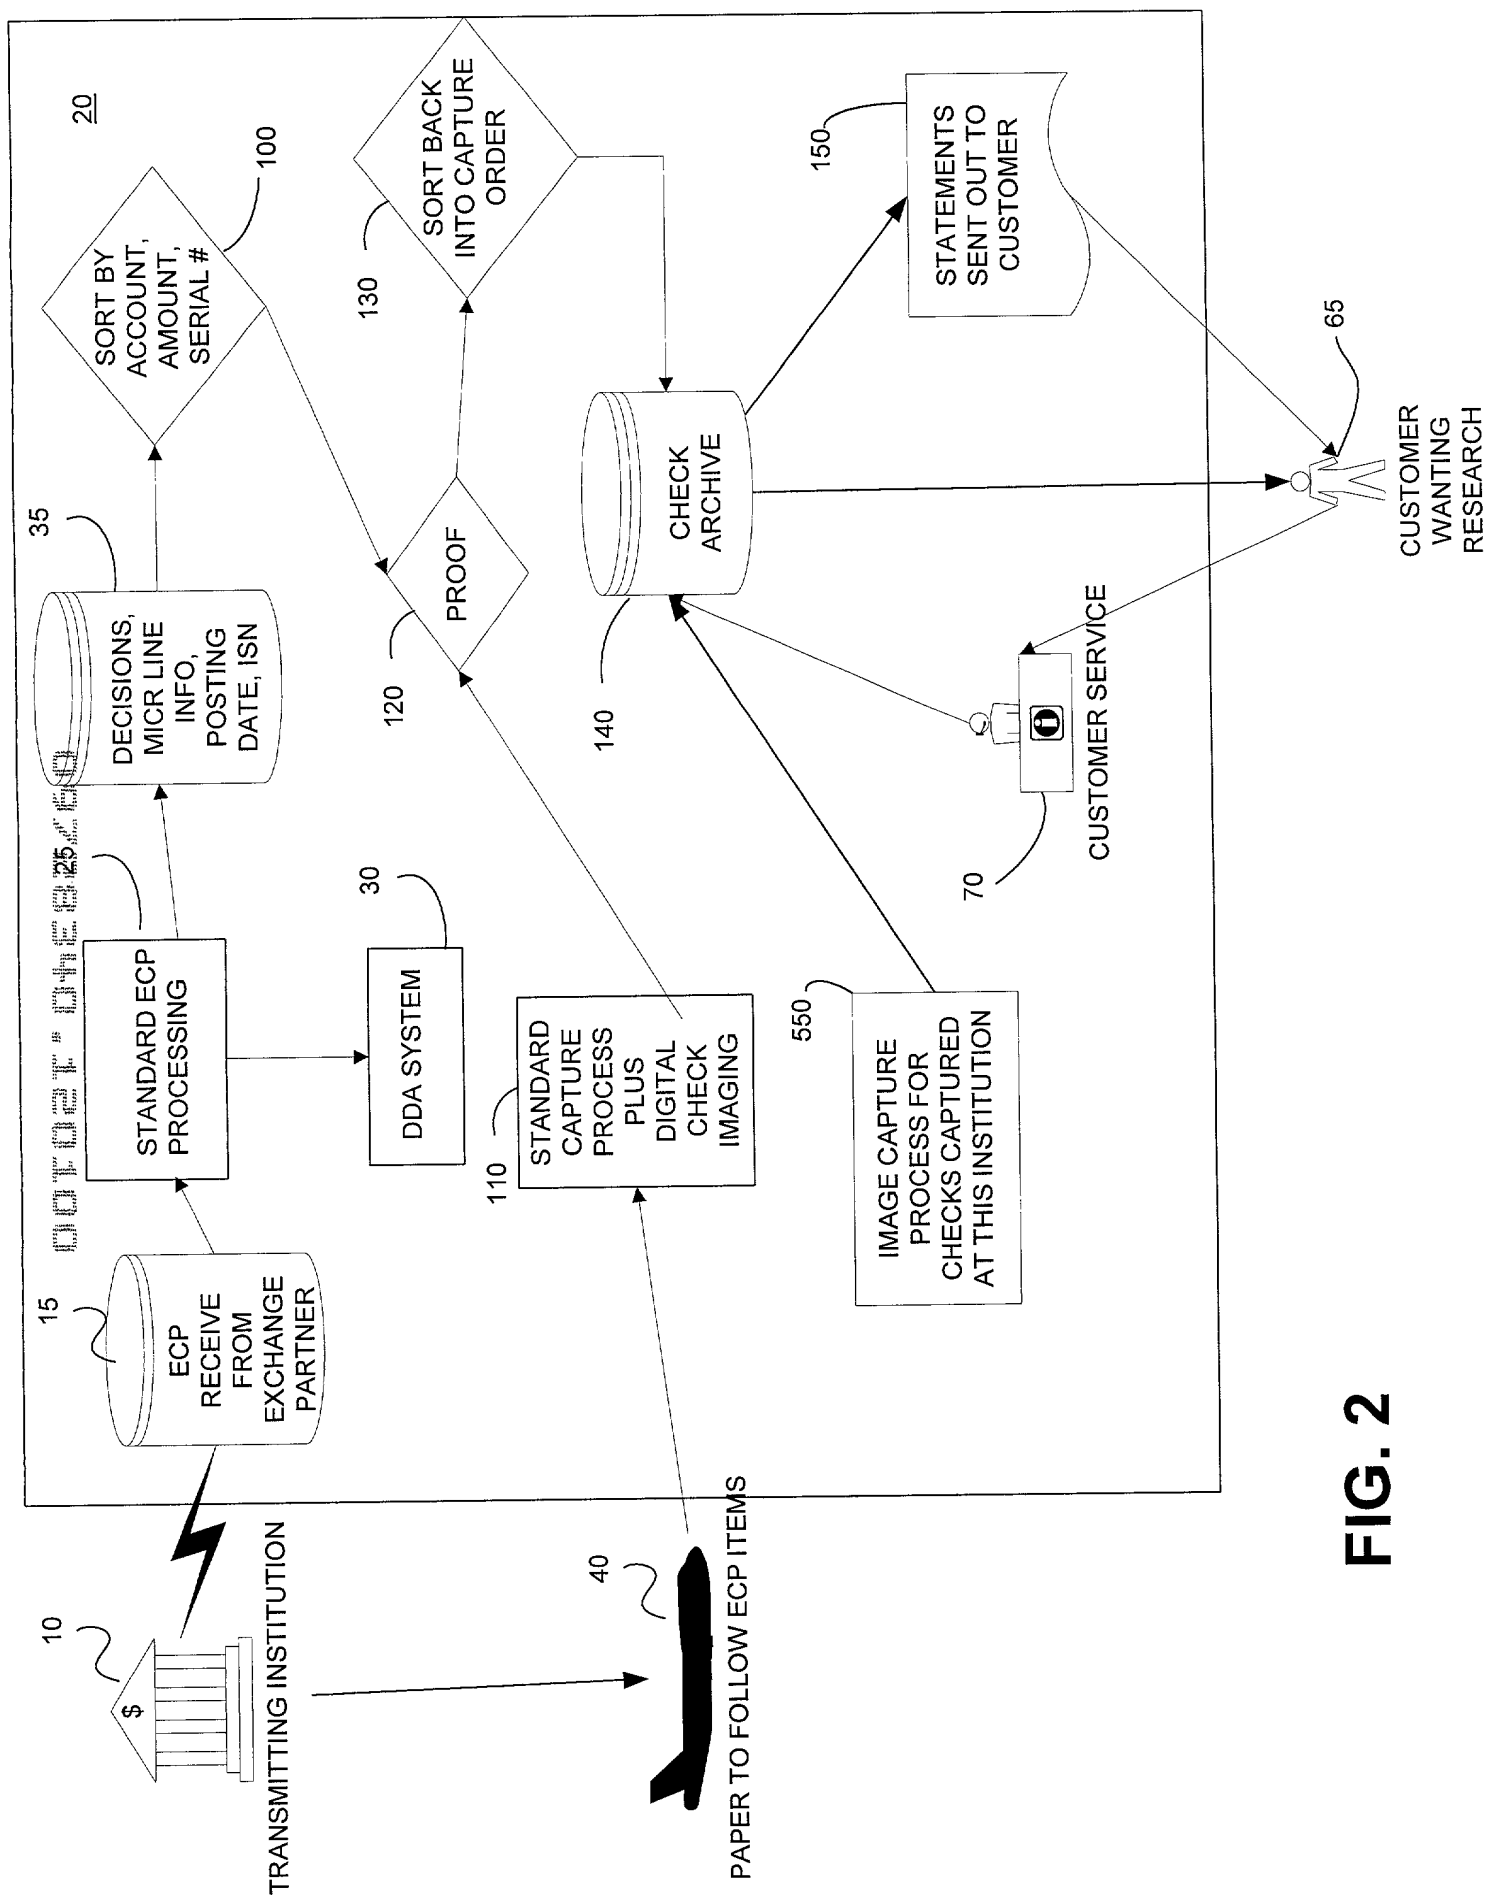 20
10
$
TRANSMITTING INSTITUTION
15
ECP
RECEIVE
FROM
EXCHANGE
PARTNER
25
STANDARD ECP
PROCESSING
35
DECISIONS,
MICR LINE
INFO,
POSTING
DATE, ISN
SORT BY
ACCOUNT,
AMOUNT,
SERIAL #
100
30
DDA SYSTEM
120
PROOF
130
SORT BACK
INTO CAPTURE
ORDER
40
PAPER TO FOLLOW ECP ITEMS
110
STANDARD
CAPTURE
PROCESS
PLUS
DIGITAL
CHECK
IMAGING
140
CHECK
ARCHIVE
150
STATEMENTS
SENT OUT TO
CUSTOMER
550
IMAGE CAPTURE
PROCESS FOR
CHECKS CAPTURED
AT THIS INSTITUTION
70
i
CUSTOMER SERVICE
65
CUSTOMER
WANTING
RESEARCH
FIG. 2